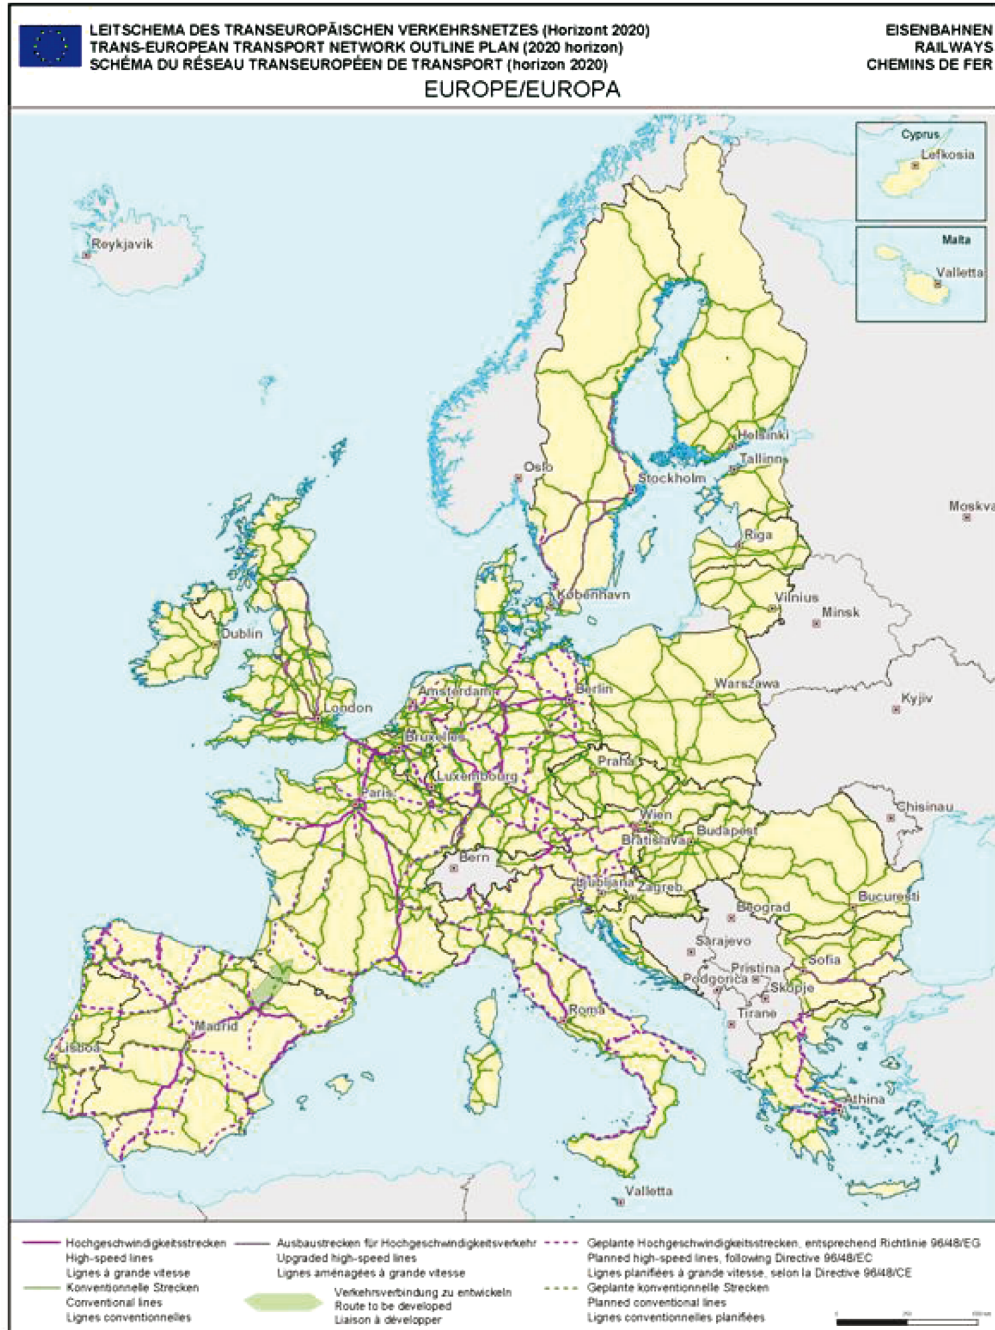 LEITSCHEMA DES TRANSEUROPÄISCHEN VERKEHRSNETZES (Horizont 2020)
TRANS-EUROPEAN TRANSPORT NETWORK OUTLINE PLAN (2020 horizon)
SCHÉMA DU RÉSEAU TRANSEUROPÉEN DE TRANSPORT (horizon 2020)
EISENBAHNEN
RAILWAYS
CHEMINS DE FER
EUROPE/EUROPA
Cyprus
Lefkosia
Malta
Valletta
Reykjavik
Helsinki
Oslo
Tallinn
Stockholm
Moskva
Riga
København
Vilnius
Minsk
Dublin
Amsterdam
Berlin
Warszawa
London
Kyjiv
Bruxelles
Praha
Luxembourg
Paris
Chisinau
Wien
Budapest
Bratislava
Bern
Ljubljana
Zagreb
Bucuresti
Beograd
Sarajevo
Sofia
Pristina
Podgorica
Skopje
Roma
Tirane
Madrid
Lisboa
Athina
Valletta
Hochgeschwindigkeitsstrecken
High-speed lines
Lignes à grande vitesse
Konventionnelle Strecken
Conventional lines
Lignes conventionnelles
Ausbaustrecken für Hochgeschwindigkeitsverkehr
Upgraded high-speed lines
Lignes aménagées à grande vitesse
Verkehrsverbindung zu entwickeln
Route to be developed
Liaison à développer
Geplante Hochgeschwindigkeitsstrecken, entsprechend Richtlinie 96/48/EG
Planned high-speed lines, following Directive 96/48/EC
Lignes planifiées à grande vitesse, selon la Directive 96/48/CE
Geplante konventionelle Strecken
Planned conventional lines
Lignes conventionnelles planifiées
0